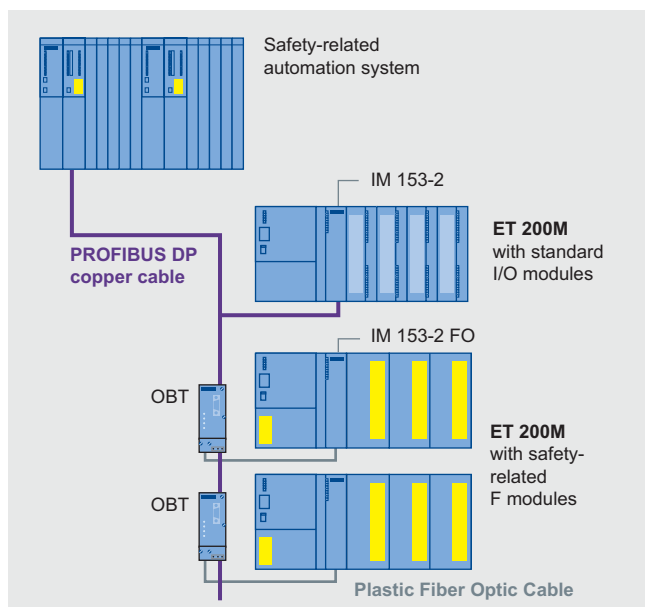 Safety-related
automation system
IM 153-2
ET 200M
with standard
I/O modules
PROFIBUS DP
copper cable
IM 153-2 FO
OBT
ET 200M
with safety-
related
F modules
OBT
Plastic Fiber Optic Cable